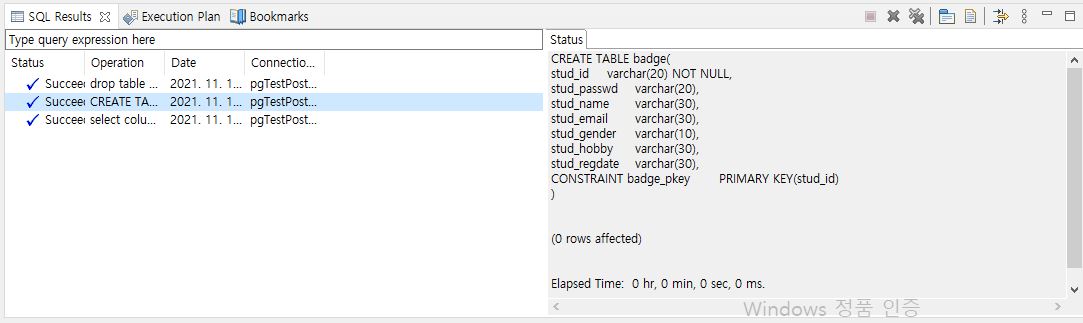 SQL Results Execution Plan Bookmarks
Type query expression here
Status Operation Date Connectio...
Succeed drop table ... 2021. 11. 1... pgTestPost...
Succeed CREATE TA... 2021. 11. 1... pgTestPost...
Succeed select colu... 2021. 11. 1... pgTestPost...
Status
CREATE TABLE badge(
stud_id varchar(20) NOT NULL,
stud_passwd varchar(20),
stud_name varchar(30),
stud_email varchar(30),
stud_gender varchar(10),
stud_hobby varchar(30),
stud_regdate varchar(30),
CONSTRAINT badge_pkey PRIMARY KEY(stud_id)
)
(0 rows affected)
Elapsed Time: 0 hr, 0 min, 0 sec, 0 ms.
Windows 정품 인증